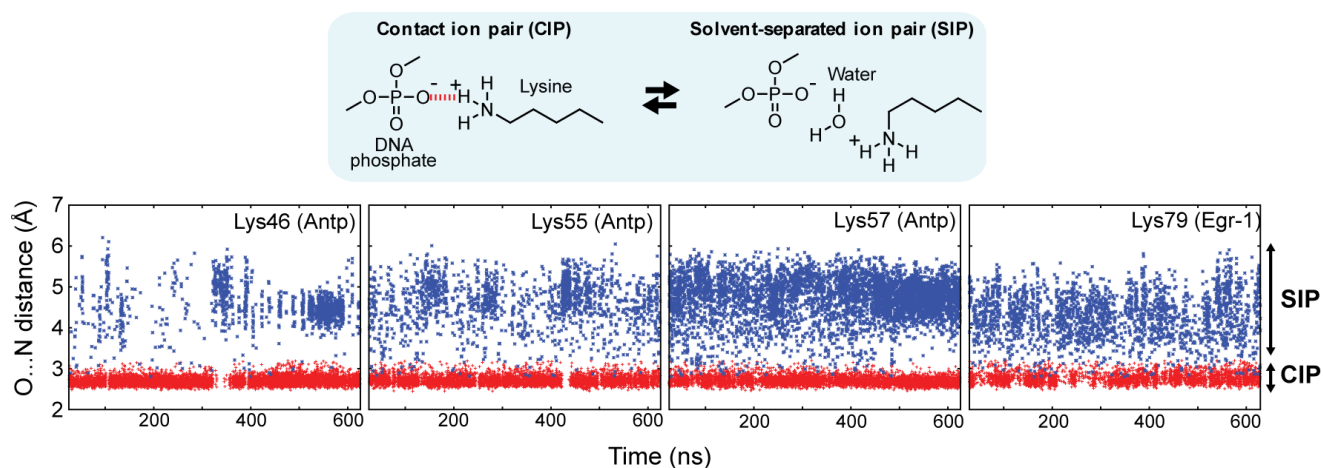 Contact ion pair (CIP)
Solvent-separated ion pair (SIP)
O
O
P
O
-
O
+
H
H
N
H
Lysine
DNA
phosphate
O
O
P
O
-
O
Water
H
O
H
+
H
N
H
H
O...N distance (Å)
7
6
5
4
3
2
Lys46 (Antp)
Lys55 (Antp)
Lys57 (Antp)
Lys79 (Egr-1)
SIP
CIP
200 400 600
200 400 600
200 400 600
200 400 600
Time (ns)